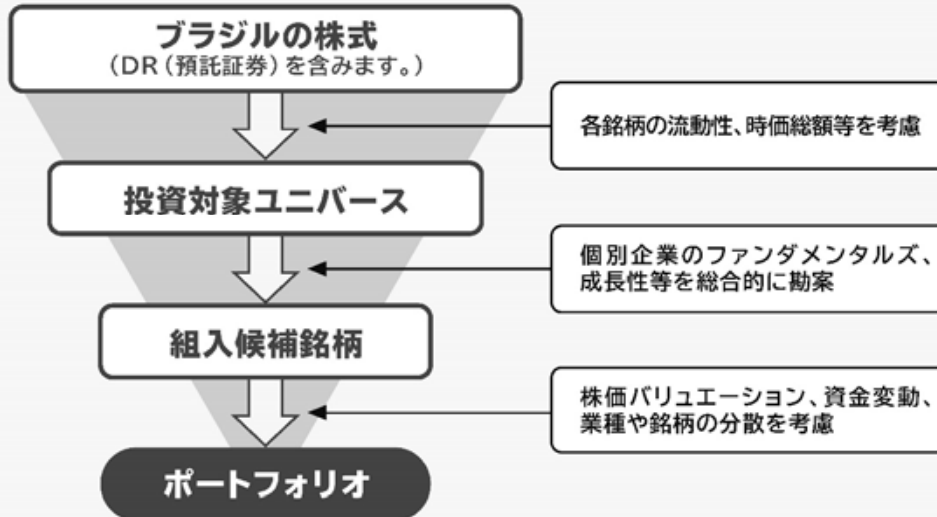 ブラジルの株式
(DR(預託証券)を含みます。)
各銘柄の流動性、時価総額等を考慮
投資対象ユニバース
個別企業のファンダメンタルズ、
成長性等を総合的に勘案
組入候補銘柄
株価バリュエーション、資金変動、
業種や銘柄の分散を考慮
ポートフォリオ